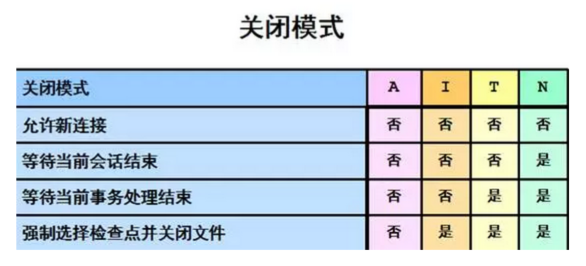 关闭模式
关闭模式 A I T N
允许新连接 否 否 否 否
等待当前会话结束 否 否 否 是
等待当前事务处理结束 否 否 是 是
强制选择检查点并关闭文件 否 是 是 是